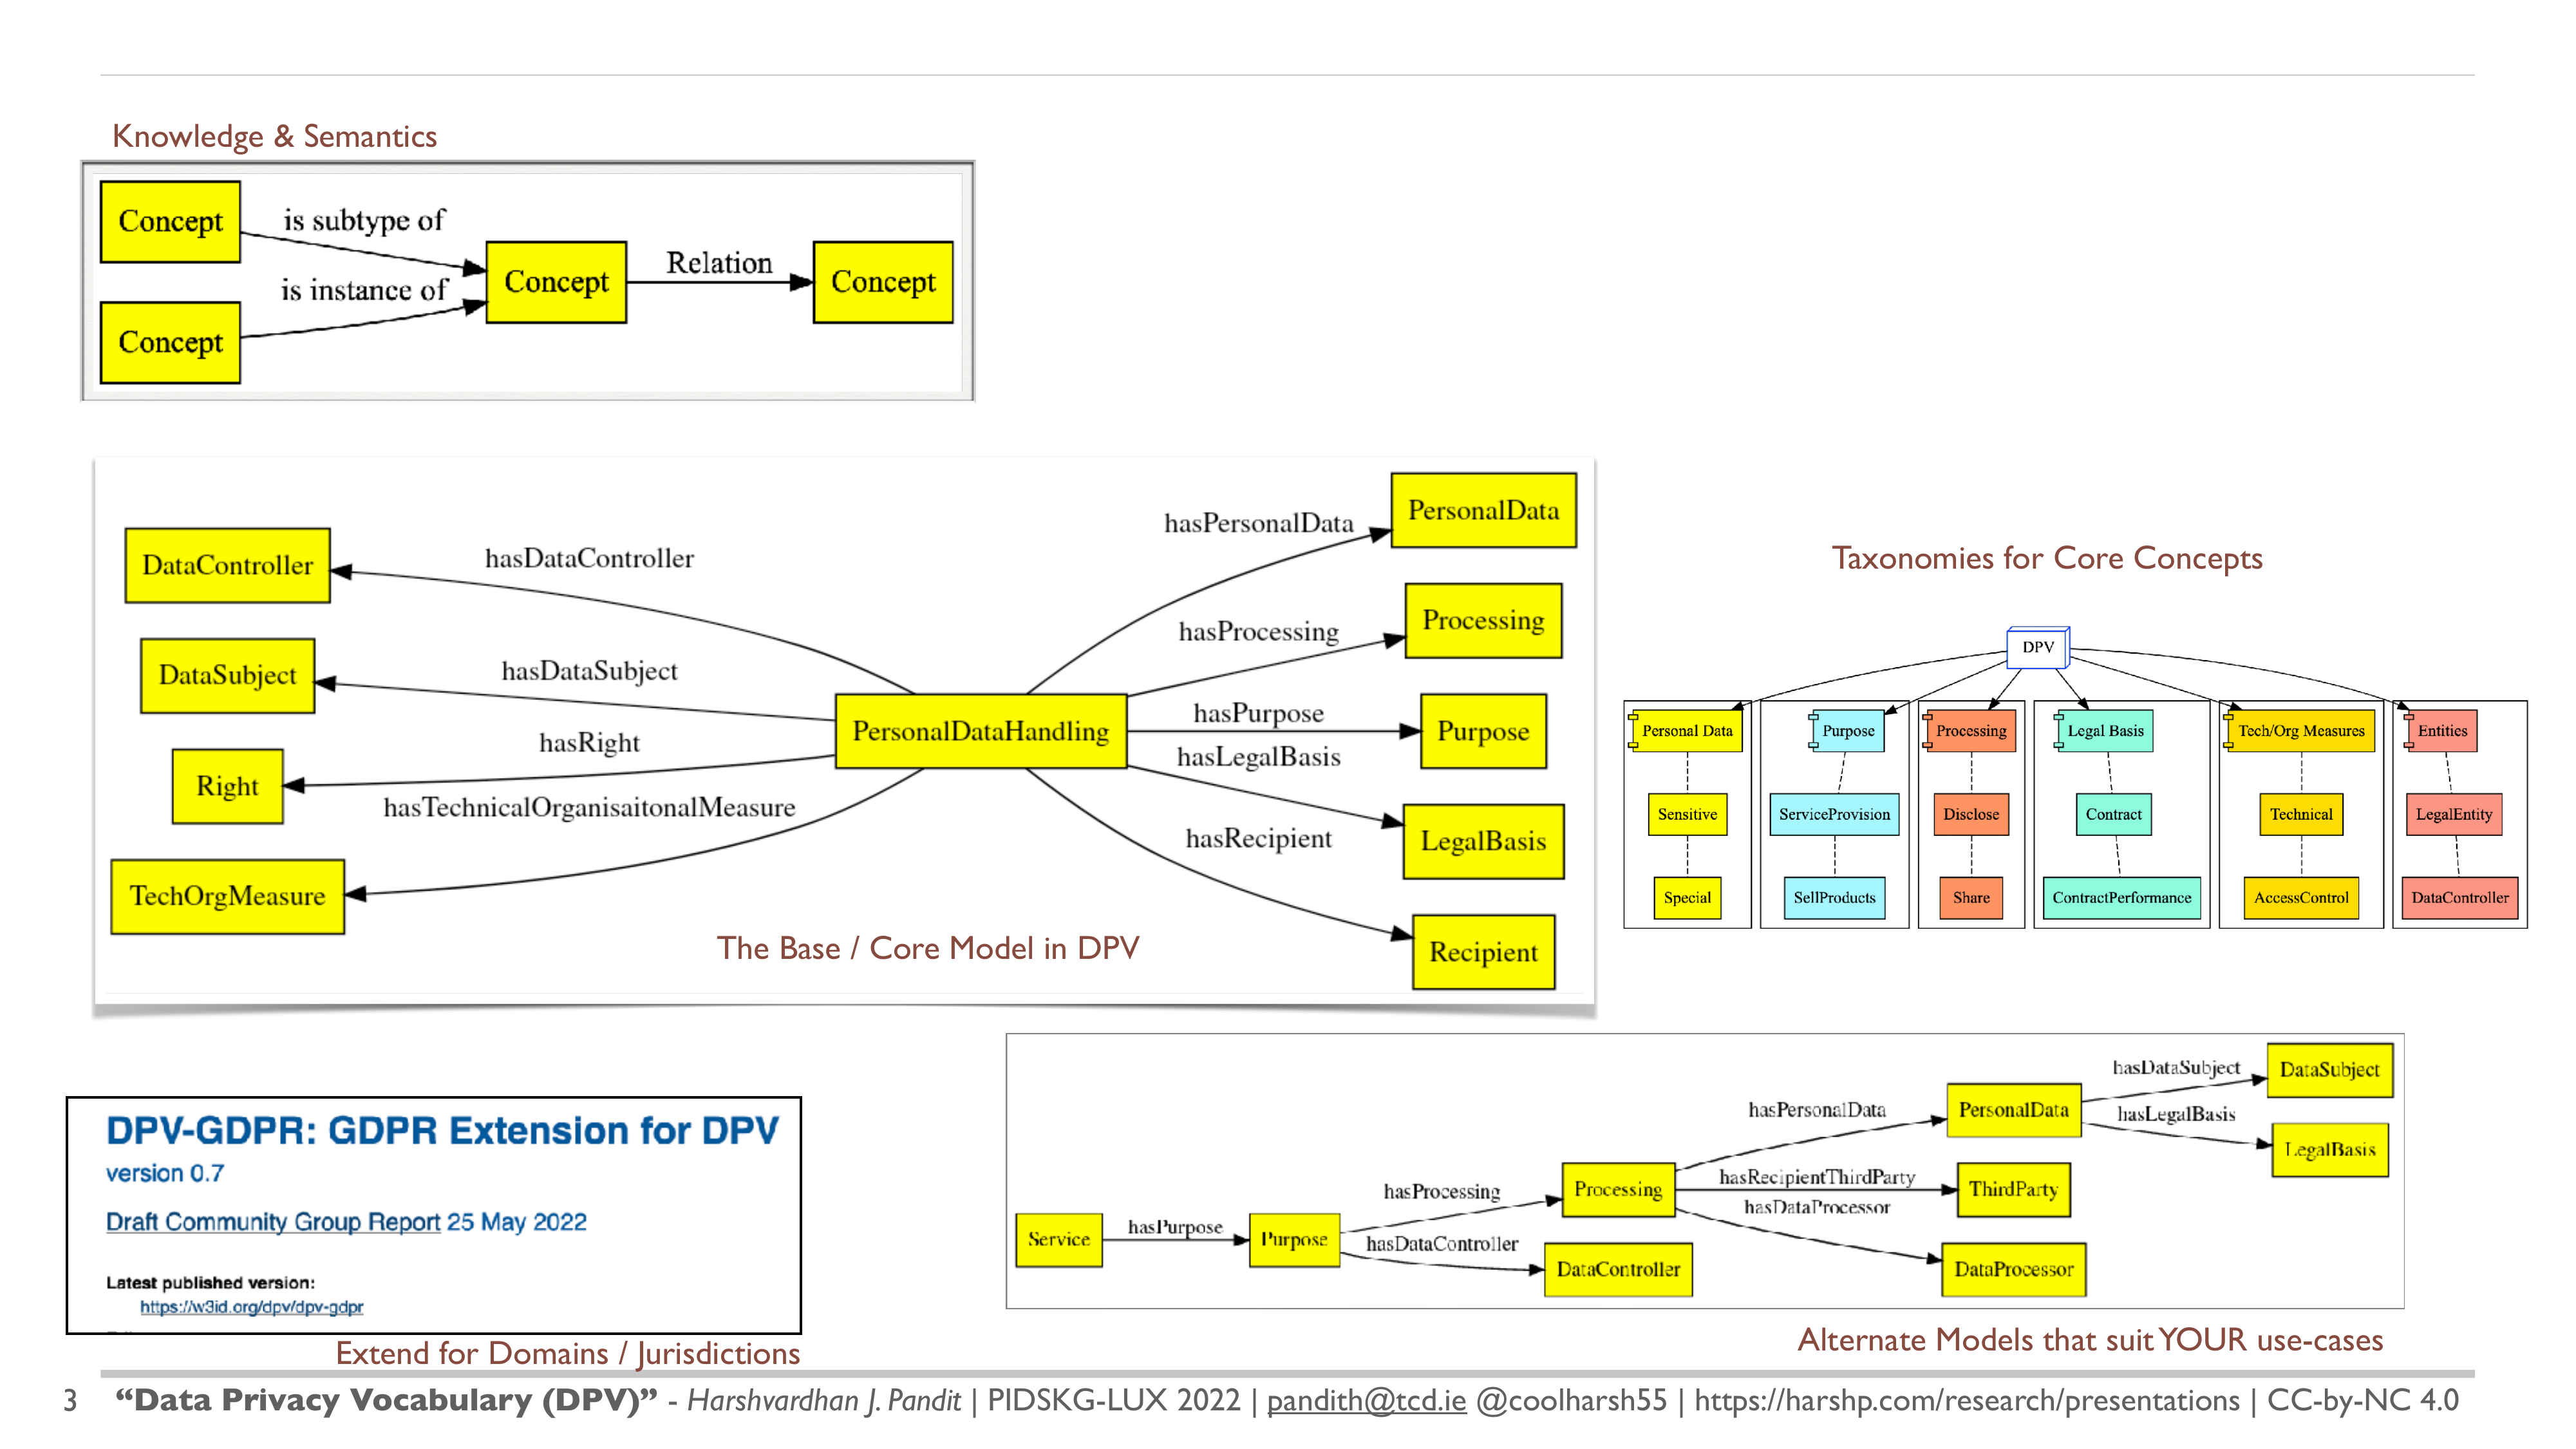 Knowledge & Semantics
Concept
is subtype of
Concept
Relation
Concept
is instance of
Concept
hasPersonalData
PersonalData
DataController
hasDataController
hasProcessing
Processing
DataSubject
hasDataSubject
PersonalDataHandling
hasPurpose
Purpose
hasRight
Right
hasLegalBasis
LegalBasis
hasTechnicalOrganisaitonalMeasure
TechOrgMeasure
hasRecipient
Recipient
The Base / Core Model in DPV
Taxonomies for Core Concepts
DPV
Personal Data
Purpose
Processing
Legal Basis
Tech/Org Measures
Entities
Sensitive
ServiceProvision
Disclose
Contract
Technical
LegalEntity
Special
SellProducts
Share
ContractPerformance
AccessControl
DataController
DPV-GDPR: GDPR Extension for DPV
version 0.7
Draft Community Group Report 25 May 2022
Latest published version:
https://w3id.org/dpv/dpv-gdpr
Extend for Domains / Jurisdictions
Service
hasPurpose
Purpose
hasProcessing
Processing
hasDataController
DataController
hasPersonalData
PersonalData
hasRecipientThirdParty
ThirdParty
hasDataProcessor
DataProcessor
hasDataSubject
DataSubject
hasLegalBasis
LegalBasis
Alternate Models that suit YOUR use-cases
3 “Data Privacy Vocabulary (DPV)” - Harshvardhan J. Pandit | PIDSKG-LUX 2022 | pandith@tcd.ie @coolharsh55 | https://harshp.com/research/presentations | CC-by-NC 4.0